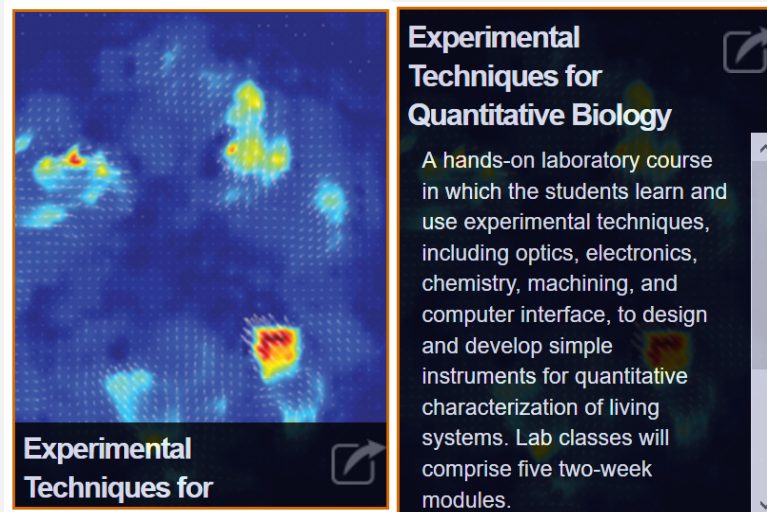 Experimental
Techniques for
Experimental
Techniques for
Quantitative Biology
A hands-on laboratory course
in which the students learn and
use experimental techniques,
including optics, electronics,
chemistry, machining, and
computer interface, to design
and develop simple
instruments for quantitative
characterization of living
systems. Lab classes will
comprise five two-week
modules.